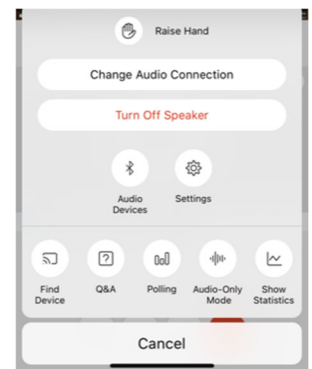 Raise Hand
Change Audio Connection
Turn Off Speaker
Audio
Devices
Settings
Find
Device
Q&A
Polling
Audio-Only
Mode
Show
Statistics
Cancel